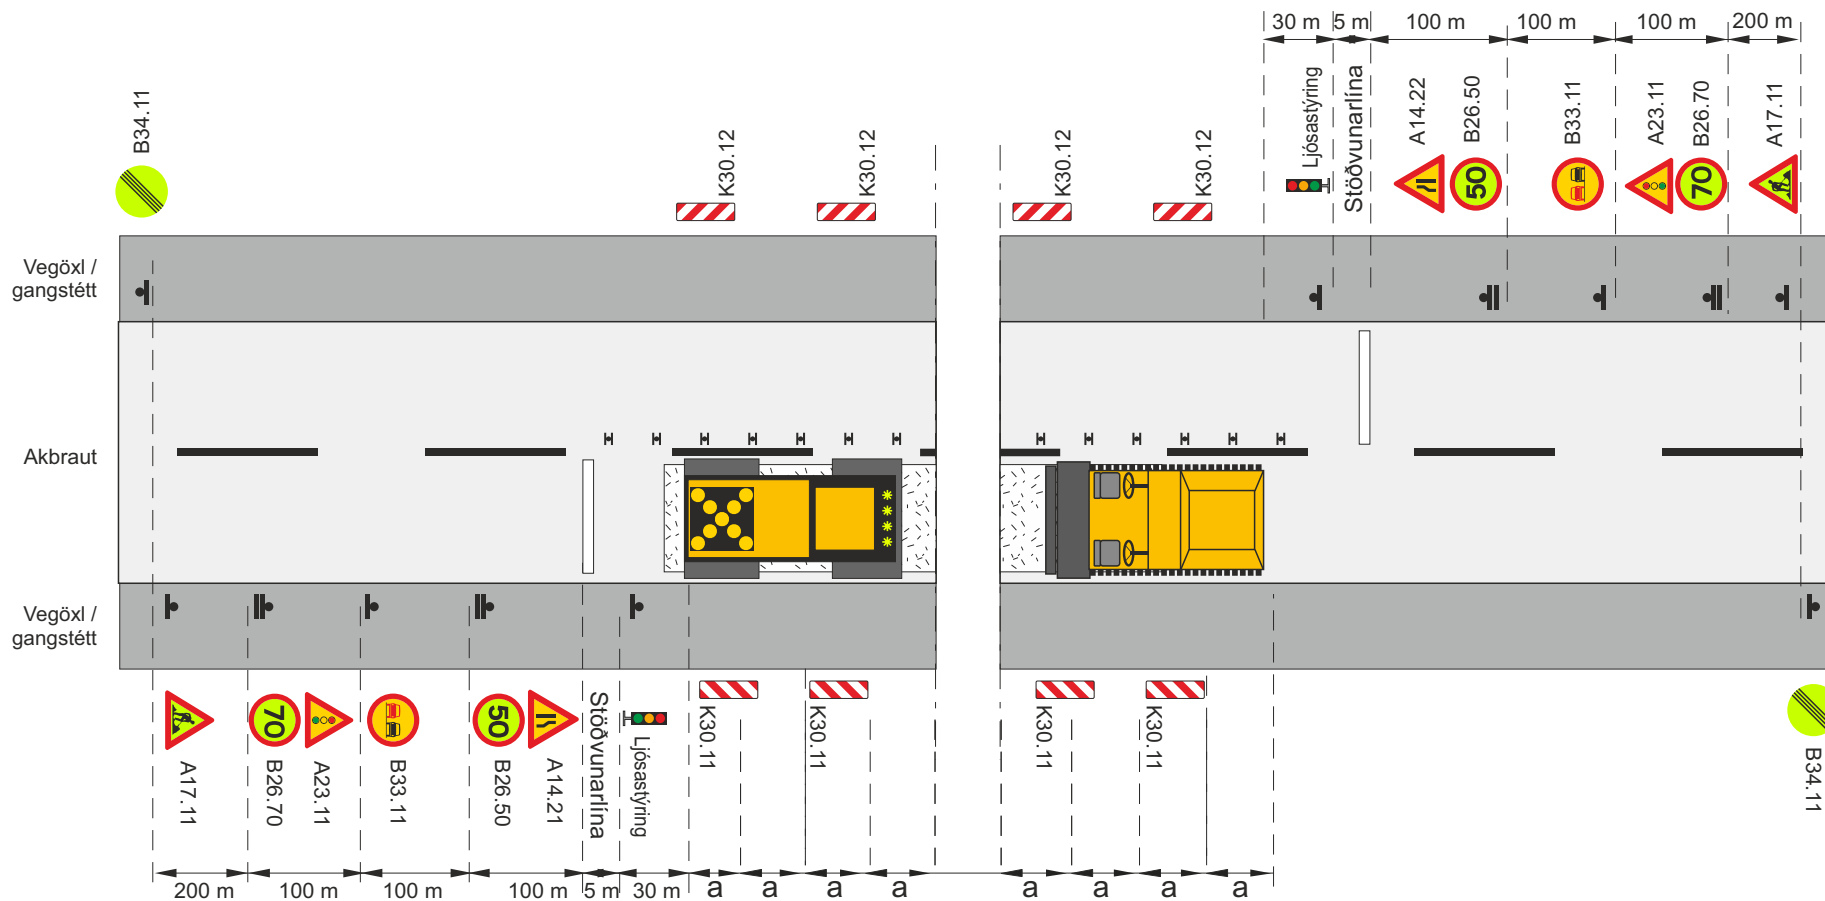 30 m
5 m
100 m
100 m
100 m
200 m
B34.11
K30.12
K30.12
K30.12
K30.12
Ljósastýring
Stöðvunarlína
A14.22
B26.50
B33.11
A23.11
B26.70
A17.11
50
70
Vegöxl /
gangstétt
Akbraut
Vegöxl /
gangstétt
70
50
A17.11
B26.70
A23.11
B33.11
B26.50
A14.21
Stöðvunarlína
Ljósastýring
K30.11
K30.11
K30.11
K30.11
B34.11
200 m
100 m
100 m
100 m
5 m
30 m
a
a
a
a
a
a
a
a